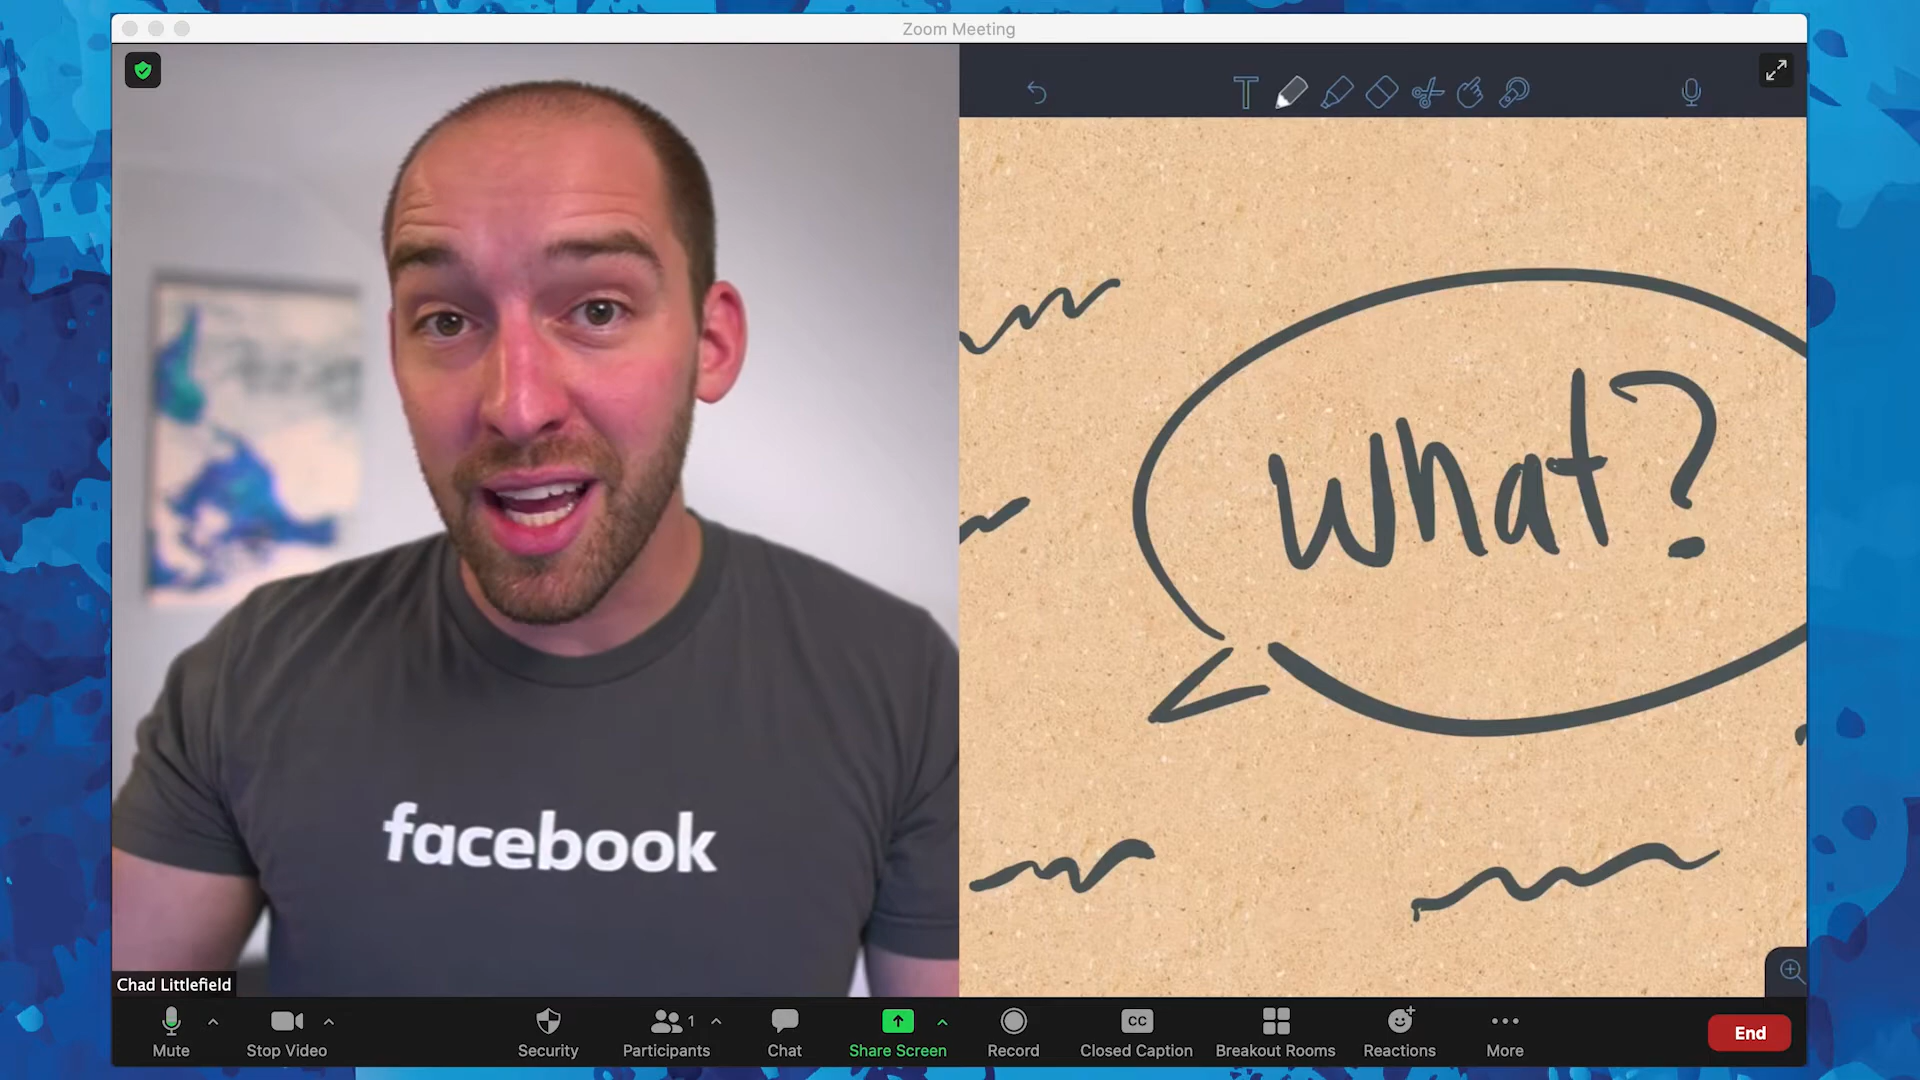 Zoom Meeting
T
What?
facebook
Chad Littlefield
1
CC
Mute
Stop Video
Security
Participants
Chat
Share Screen
Record
Closed Caption
Breakout Rooms
Reactions
More
End